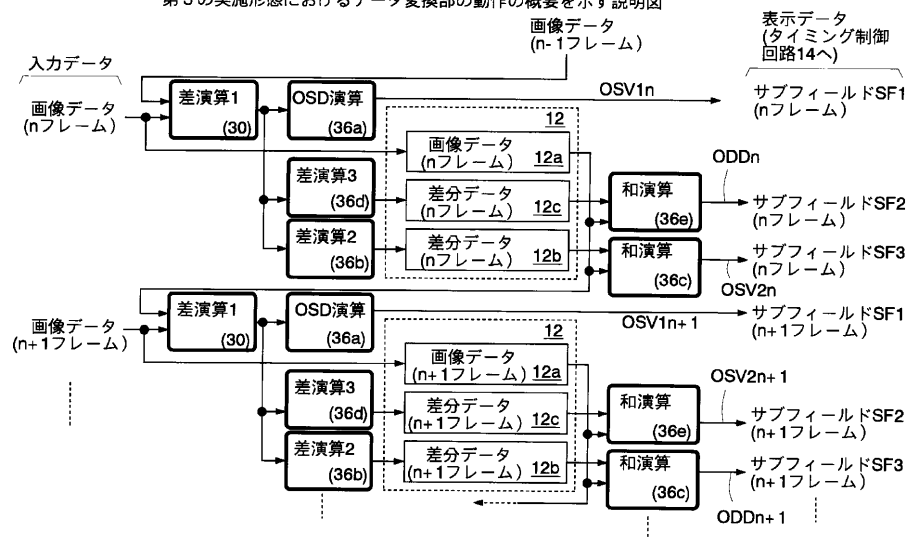 第3の実施形態におけるデータ変換部の動作の概要を示す説明図
画像データ
(n-1フレーム)
表示データ
(タイミング制御
回路14へ)
入力データ
画像データ
(nフレーム)
差演算1
(30)
OSD演算
(36a)
OSV1n
サブフィールドSF1
(nフレーム)
12
画像データ
(nフレーム) 12a
ODDn
差演算3
(36d)
差分データ
(nフレーム) 12c
和演算
(36e)
サブフィールドSF2
(nフレーム)
差演算2
(36b)
差分データ
(nフレーム) 12b
和演算
(36c)
サブフィールドSF3
(nフレーム)
OSV2n
画像データ
(n+1フレーム)
差演算1
(30)
OSD演算
(36a)
OSV1n+1
サブフィールドSF1
(n+1フレーム)
12
画像データ
(n+1フレーム) 12a
OSV2n+1
差演算3
(36d)
差分データ
(n+1フレーム) 12c
和演算
(36e)
サブフィールドSF2
(n+1フレーム)
差演算2
(36b)
差分データ
(n+1フレーム) 12b
和演算
(36c)
サブフィールドSF3
(n+1フレーム)
ODDn+1